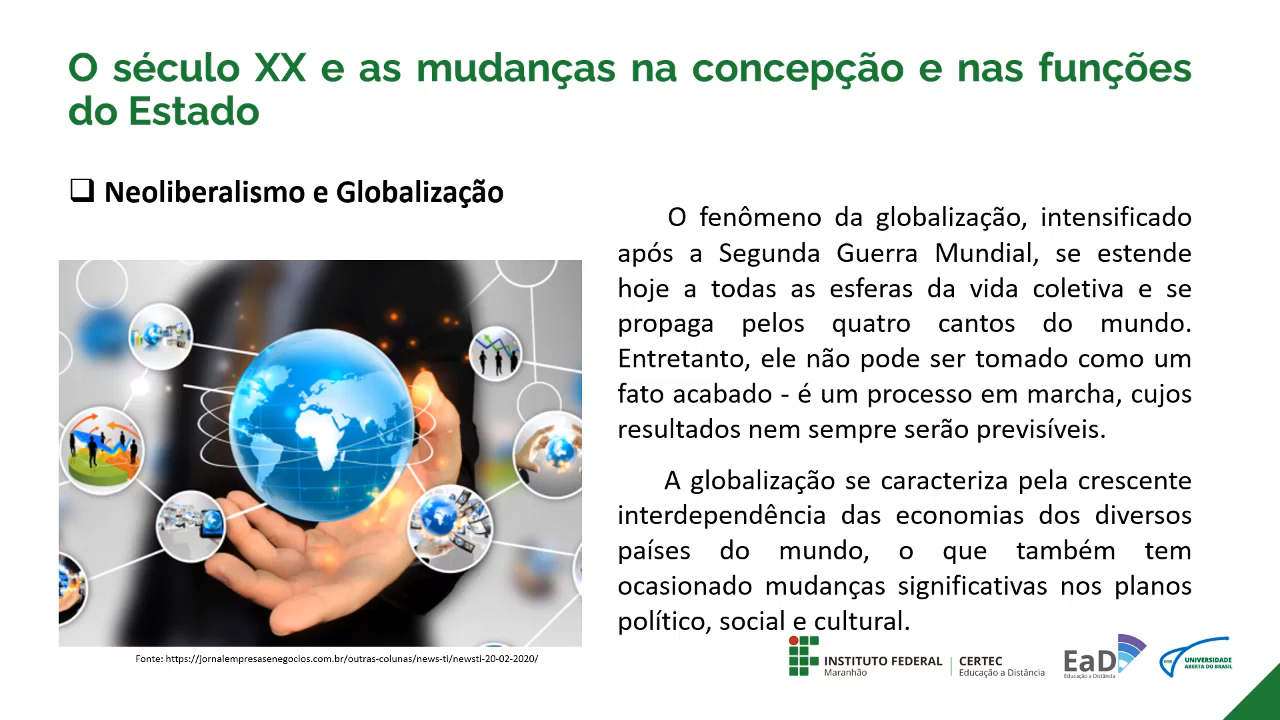 O século XX e as mudanças na concepção e nas funções
do Estado
Neoliberalismo e Globalização
O fenômeno da globalização, intensificado
após a Segunda Guerra Mundial, se estende
hoje a todas as esferas da vida coletiva e se
propaga pelos quatro cantos do mundo.
Entretanto, ele não pode ser tomado como um
fato acabado - é um processo em marcha, cujos
resultados nem sempre serão previsíveis.
A globalização se caracteriza pela crescente
interdependência das economias dos diversos
países do mundo, o que também tem
ocasionado mudanças significativas nos planos
político, social e cultural.
Fonte: https://jornalempresasenegocios.com.br/outras-colunas/news-ti/newsti-20-02-2020/
INSTITUTO FEDERAL
Maranhão
CERTEC
Educação a Distância
EaD
Educação a Distância
UAB
UNIVERSIDADE
ABERTA DO BRASIL